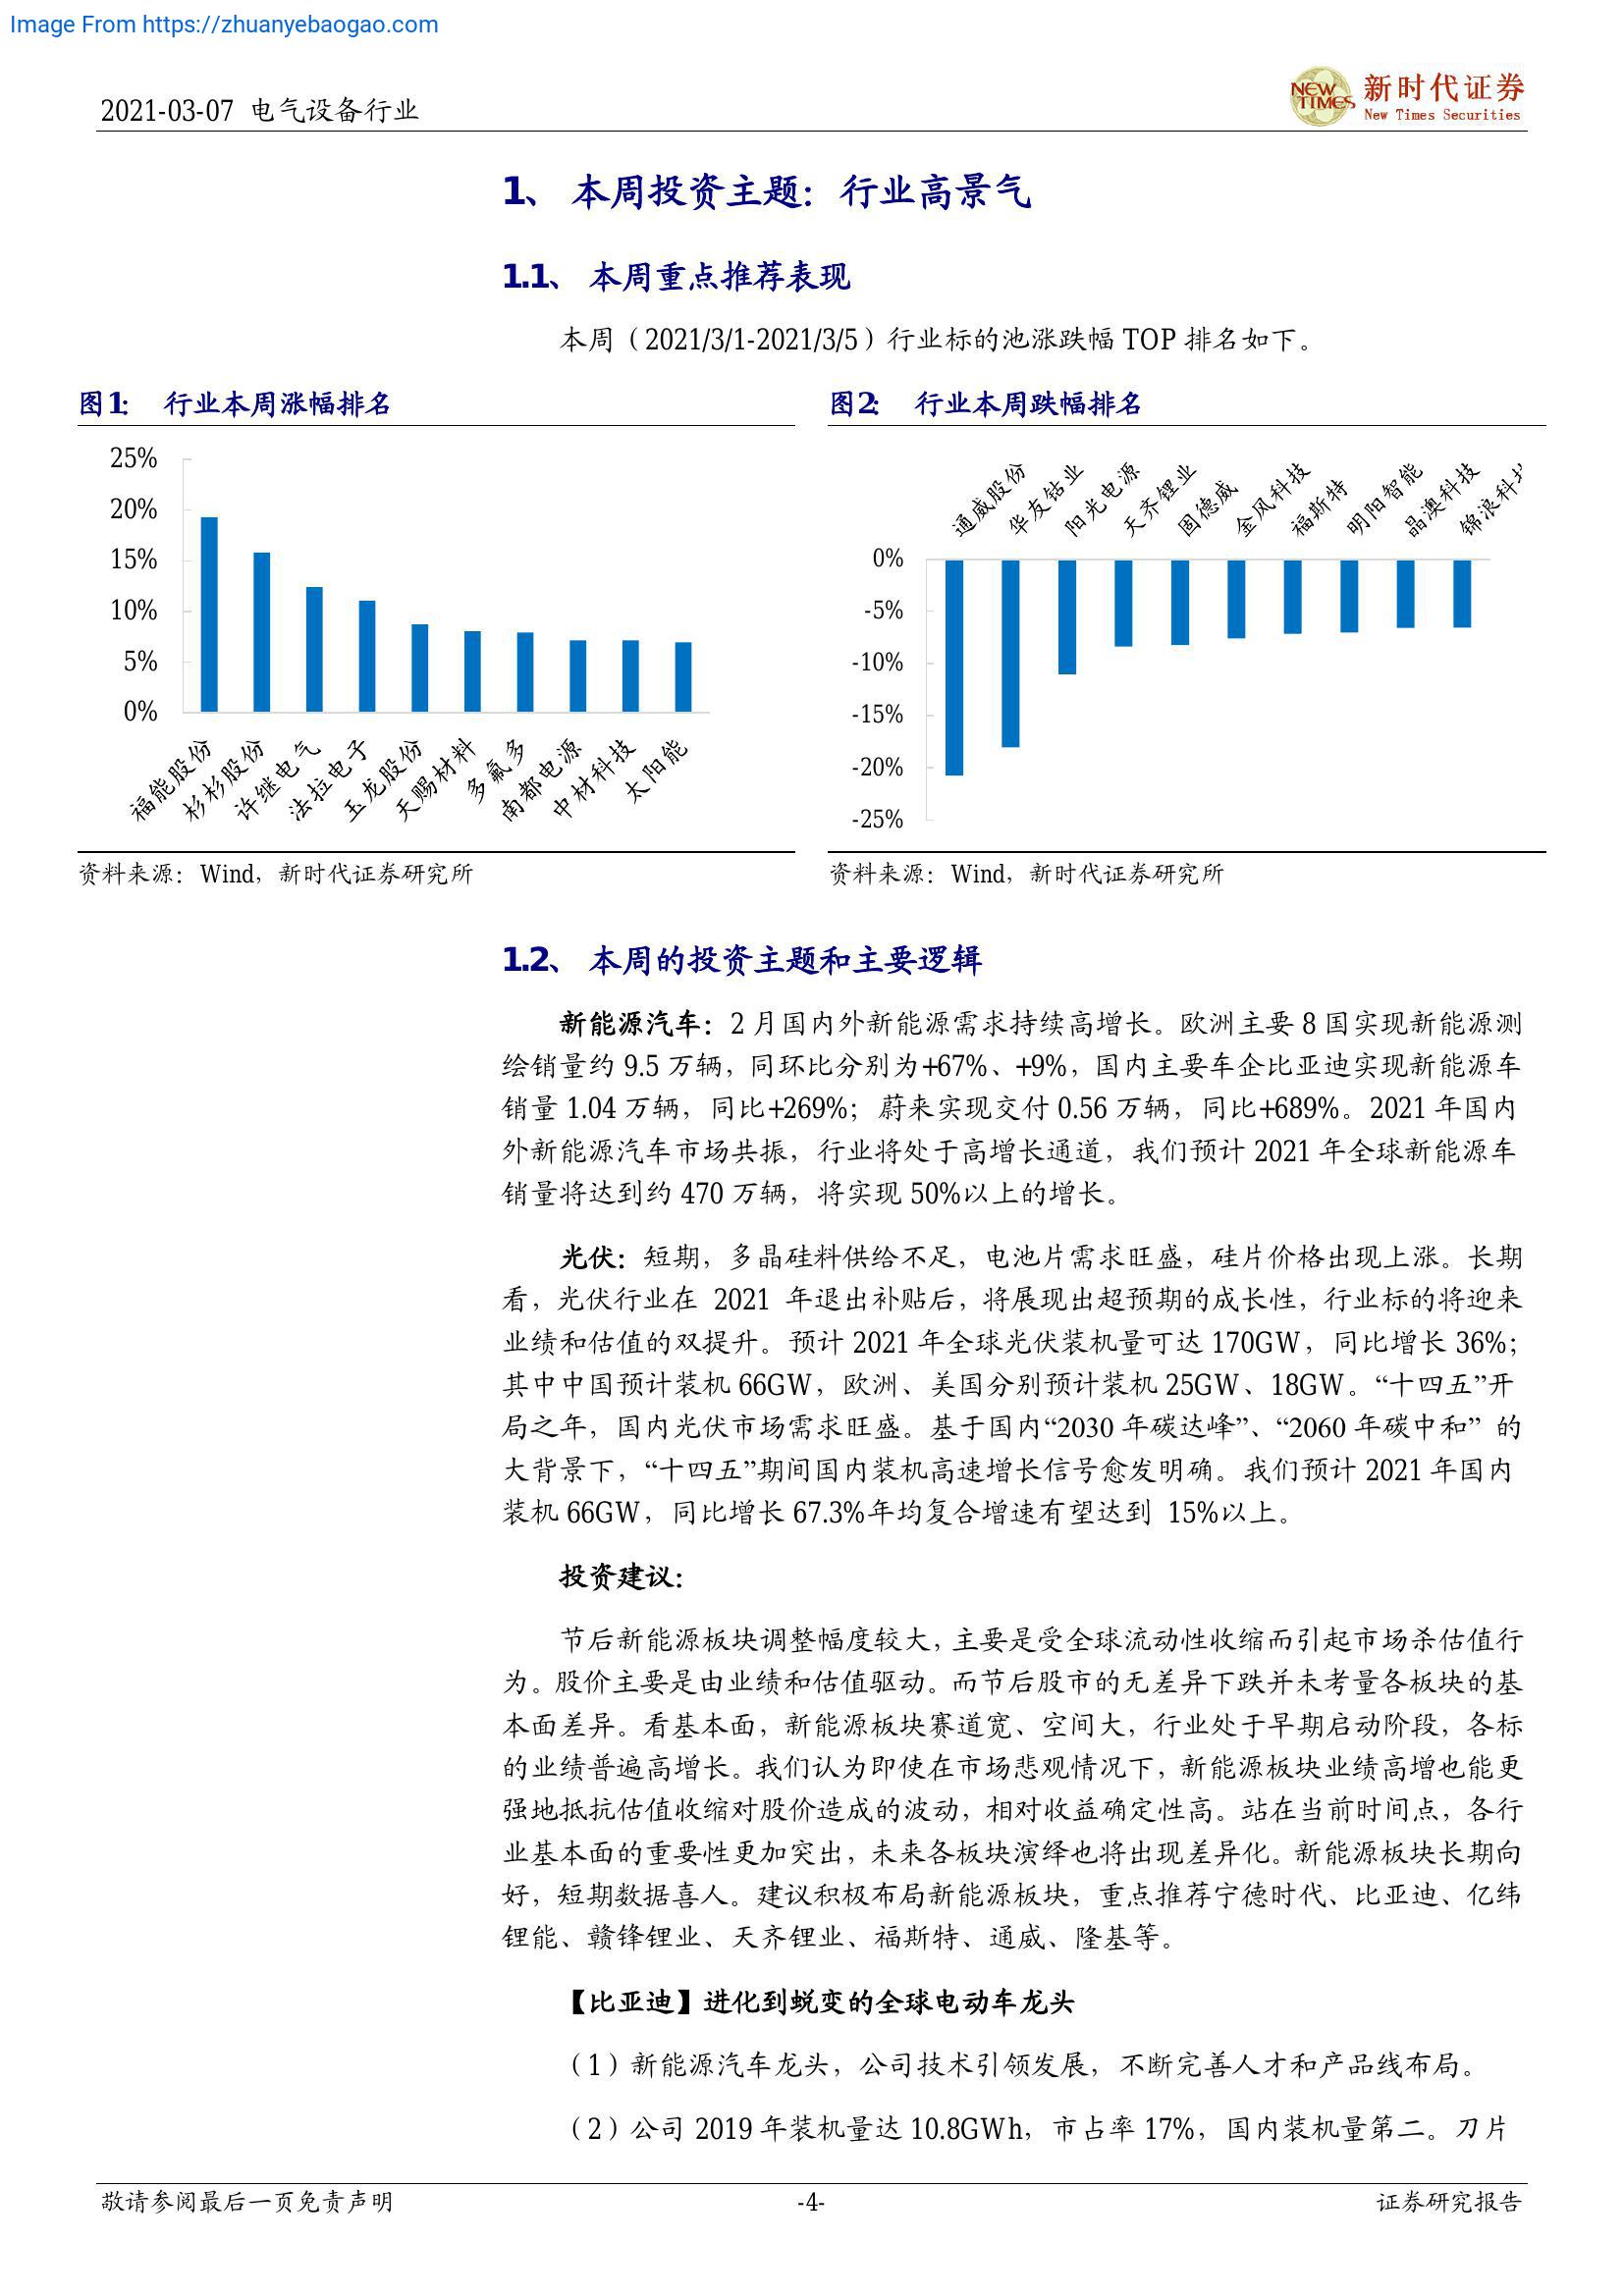 Image From https://zhuanyebaogao.com
2021-03-07 电气设备行业
NEW TIMES
新时代证券
New Times Securities
1、 本周投资主题：行业高景气
1.1、 本周重点推荐表现
本周（2021/3/1-2021/3/5）行业标的池涨跌幅 TOP 排名如下。
图1： 行业本周涨幅排名
25%
20%
15%
10%
5%
0%
福能股份
杉杉股份
许继电气
法拉电子
玉龙股份
天赐材料
多氟多
南都电源
中材科技
太阳能
资料来源：Wind，新时代证券研究所
图2： 行业本周跌幅排名
通威股份
华友钴业
阳光电源
天齐锂业
固德威
金风科技
福斯特
明阳智能
晶澳科技
锦浪科
0%
-5%
-10%
-15%
-20%
-25%
资料来源：Wind，新时代证券研究所
1.2、 本周的投资主题和主要逻辑
新能源汽车：2 月国内外新能源需求持续高增长。欧洲主要 8 国实现新能源测
绘销量约 9.5 万辆，同环比分别为+67%、+9%，国内主要车企比亚迪实现新能源车
销量 1.04 万辆，同比+269%；蔚来实现交付 0.56 万辆，同比+689%。2021 年国内
外新能源汽车市场共振，行业将处于高增长通道，我们预计 2021 年全球新能源车
销量将达到约 470 万辆，将实现 50%以上的增长。
光伏：短期，多晶硅料供给不足，电池片需求旺盛，硅片价格出现上涨。长期
看，光伏行业在 2021 年退出补贴后，将展现出超预期的成长性，行业标的将迎来
业绩和估值的双提升。预计 2021 年全球光伏装机量可达 170GW，同比增长 36%；
其中中国预计装机 66GW，欧洲、美国分别预计装机 25GW、18GW。“十四五”开
局之年，国内光伏市场需求旺盛。基于国内“2030 年碳达峰”、“2060 年碳中和” 的
大背景下，“十四五”期间国内装机高速增长信号愈发明确。我们预计 2021 年国内
装机 66GW，同比增长 67.3%年均复合增速有望达到 15%以上。
投资建议：
节后新能源板块调整幅度较大，主要是受全球流动性收缩而引起市场杀估值行
为。股价主要是由业绩和估值驱动。而节后股市的无差异下跌并未考量各板块的基
本面差异。看基本面，新能源板块赛道宽、空间大，行业处于早期启动阶段，各标
的业绩普遍高增长。我们认为即使在市场悲观情况下，新能源板块业绩高增也能更
强地抵抗估值收缩对股价造成的波动，相对收益确定性高。站在当前时间点，各行
业基本面的重要性更加突出，未来各板块演绎也将出现差异化。新能源板块长期向
好，短期数据喜人。建议积极布局新能源板块，重点推荐宁德时代、比亚迪、亿纬
锂能、赣锋锂业、天齐锂业、福斯特、通威、隆基等。
【比亚迪】进化到蜕变的全球电动车龙头
（1）新能源汽车龙头，公司技术引领发展，不断完善人才和产品线布局。
（2）公司 2019 年装机量达 10.8GWh，市占率 17%，国内装机量第二。刀片
敬请参阅最后一页免责声明
-4-
证券研究报告